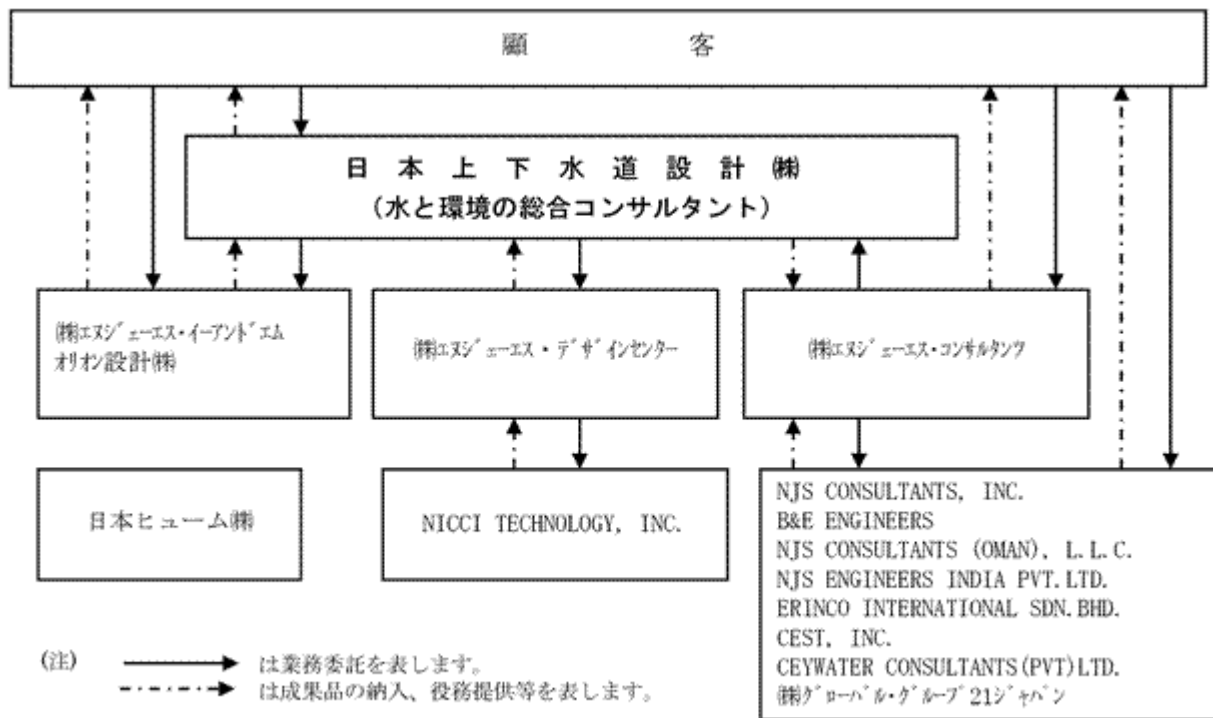 顧　　　　　客
日 本 上 下 水 道 設 計 ㈱
（水と環境の総合コンサルタント）
㈱ｴﾇｼﾞｪｰｴｽ・ｲｰｱﾝﾄﾞｴﾑ
ｵﾘｵﾝ設計㈱
㈱ｴﾇｼﾞｪｰｴｽ・ﾃﾞｻﾞｲﾝｾﾝﾀｰ
㈱ｴﾇｼﾞｪｰｴｽ・ｺﾝｻﾙﾀﾝﾂ
日本ヒューム㈱
NICCI TECHNOLOGY, INC.
NJS CONSULTANTS, INC.
B&E ENGINEERS
NJS CONSULTANTS (OMAN), L.L.C.
NJS ENGINEERS INDIA PVT.LTD.
ERINCO INTERNATIONAL SDN.BHD.
CEST, INC.
CEYWATER CONSULTANTS(PVT)LTD.
㈱ｸﾞﾛｰﾊﾞﾙ・ｸﾞﾙｰﾌﾟ21ｼﾞｬﾊﾟﾝ
(注)　は業務委託を表します。
は成果品の納入、役務提供等を表します。